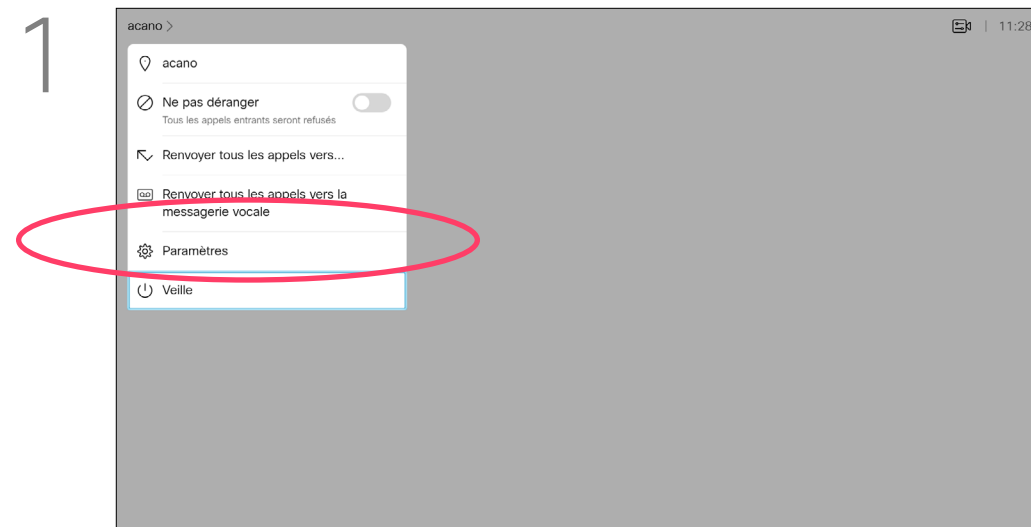 1
acano >
11:28
acano
Ne pas déranger
Tous les appels entrants seront refusés
Renvoyer tous les appels vers...
Renvoyer tous les appels vers la
messagerie vocale
Paramètres
Veille